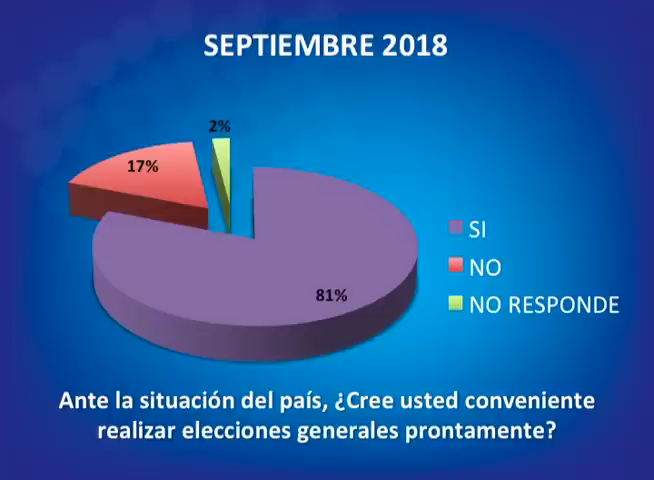 SEPTIEMBRE 2018
2%
17%
SI
NO
81%
NO RESPONDE
Ante la situación del país, ¿Cree usted conveniente
realizar elecciones generales prontamente?